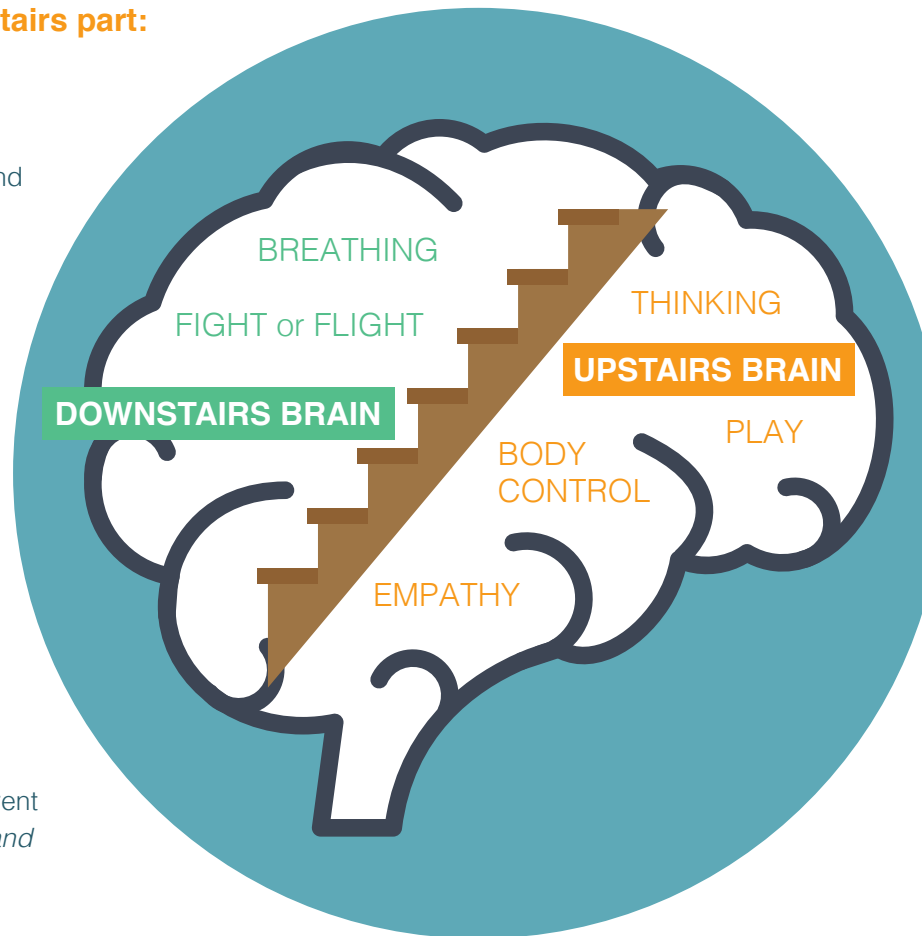 tairs part:
nd
BREATHING
FIGHT or FLIGHT
DOWNSTAIRS BRAIN
THINKING
UPSTAIRS BRAIN
PLAY
BODY
CONTROL
EMPATHY
ent
and